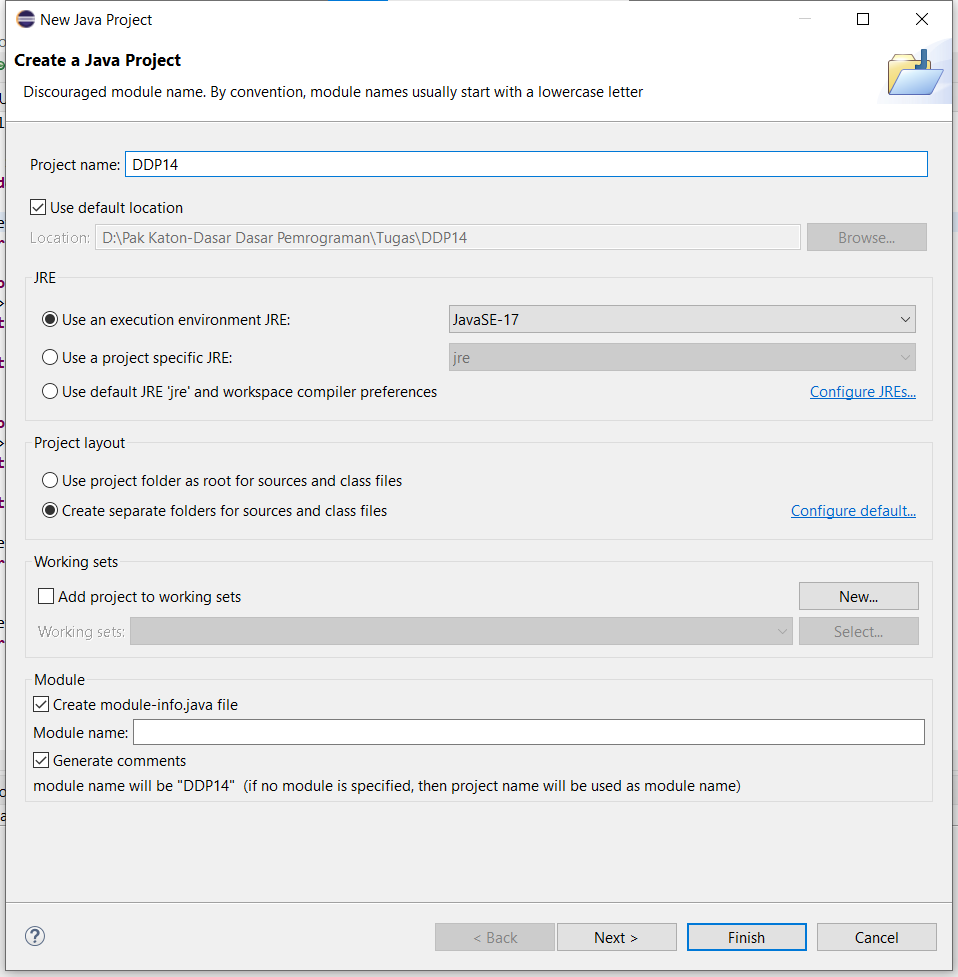 New Java Project
Create a Java Project
Discouraged module name. By convention, module names usually start with a lowercase letter
Project name: DDP14
Use default location
Location: D:\Pak Katon-Dasar Dasar Pemrograman\Tugas\DDP14 Browse...
JRE
Use an execution environment JRE: JavaSE-17
Use a project specific JRE: jre
Use default JRE 'jre' and workspace compiler preferences Configure JREs...
Project layout
Use project folder as root for sources and class files
Create separate folders for sources and class files Configure default...
Working sets
Add project to working sets New...
Working sets: Select...
Module
Create module-info.java file
Module name:
Generate comments
module name will be "DDP14" (if no module is specified, then project name will be used as module name)
? < Back Next > Finish Cancel